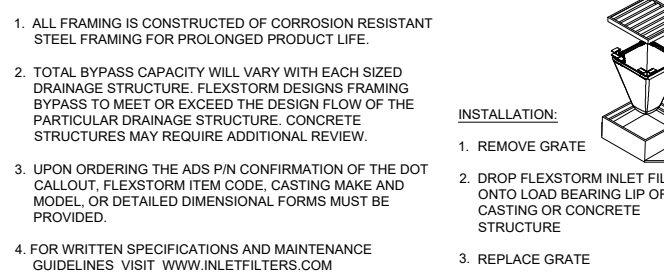 1. ALL FRAMING IS CONSTRUCTED OF CORROSION RESISTANT
STEEL FRAMING FOR PROLONGED PRODUCT LIFE.
2. TOTAL BYPASS CAPACITY WILL VARY WITH EACH SIZED
DRAINAGE STRUCTURE. FLEXSTORM DESIGNS FRAMING
BYPASS TO MEET OR EXCEED THE DESIGN FLOW OF THE
PARTICULAR DRAINAGE STRUCTURE. CONCRETE
STRUCTURES MAY REQUIRE ADDITIONAL REVIEW.
3. UPON ORDERING THE ADS P/N CONFIRMATION OF THE DOT
CALLOUT, FLEXSTORM ITEM CODE, CASTING MAKE AND
MODEL, OR DETAILED DIMENSIONAL FORMS MUST BE
PROVIDED.
4. FOR WRITTEN SPECIFICATIONS AND MAINTENANCE
GUIDELINES VISIT WWW.INLETFILTERS.COM
INSTALLATION:
1. REMOVE GRATE
2. DROP FLEXSTORM INLET FIL
ONTO LOAD BEARING LIP OF
CASTING OR CONCRETE
STRUCTURE
3. REPLACE GRATE